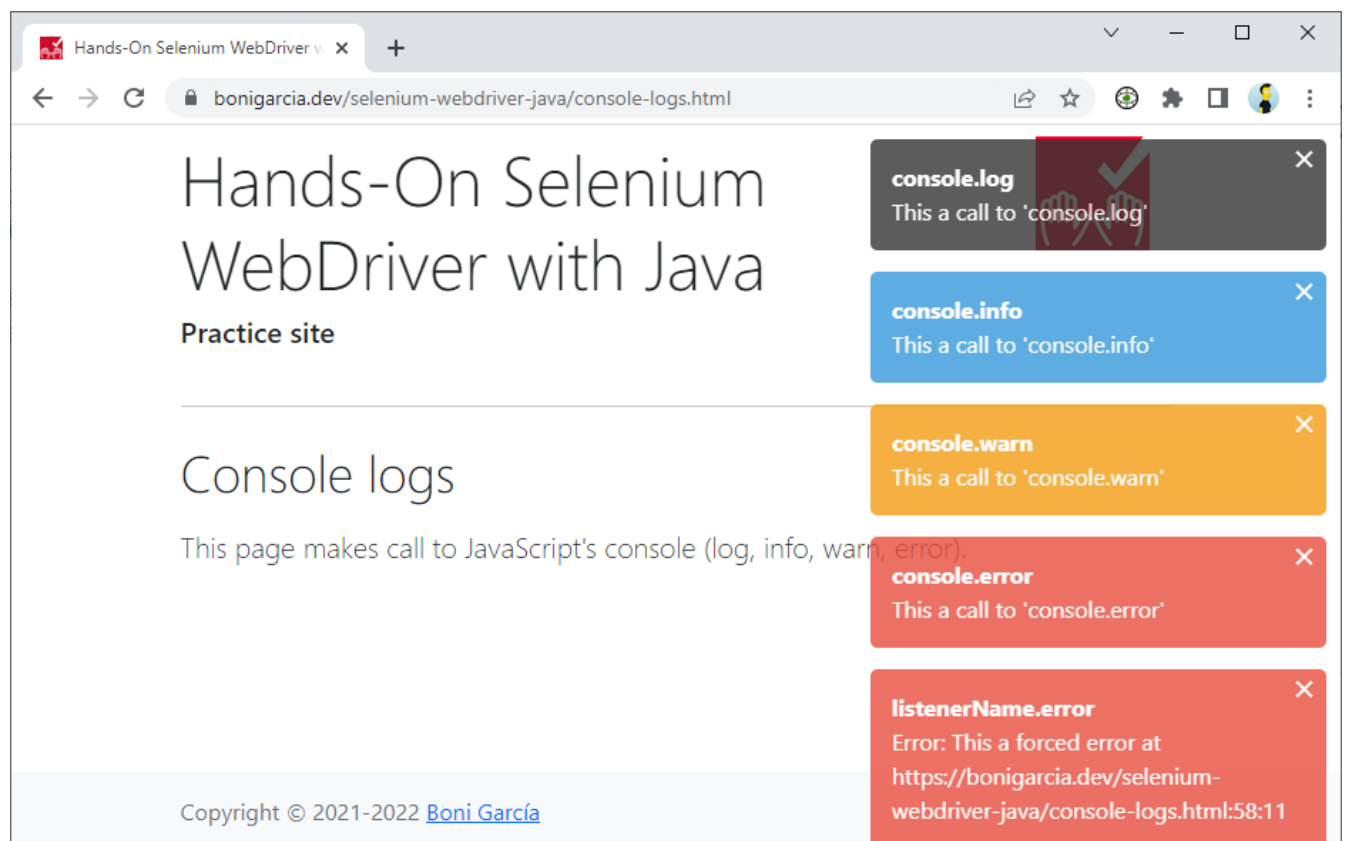 Hands-On Selenium WebDriver w
bonigarcia.dev/selenium-webdriver-java/console-logs.html
Hands-On Selenium
WebDriver with Java
Practice site
Console logs
This page makes call to JavaScript's console (log, info, warn, error).
Copyright © 2021-2022 Boni García
console.log
This a call to 'console.log'
console.info
This a call to 'console.info'
console.warn
This a call to 'console.warn'
console.error
This a call to 'console.error'
listenerName.error
Error: This a forced error at
https://bonigarcia.dev/selenium-
webdriver-java/console-logs.html:58:11